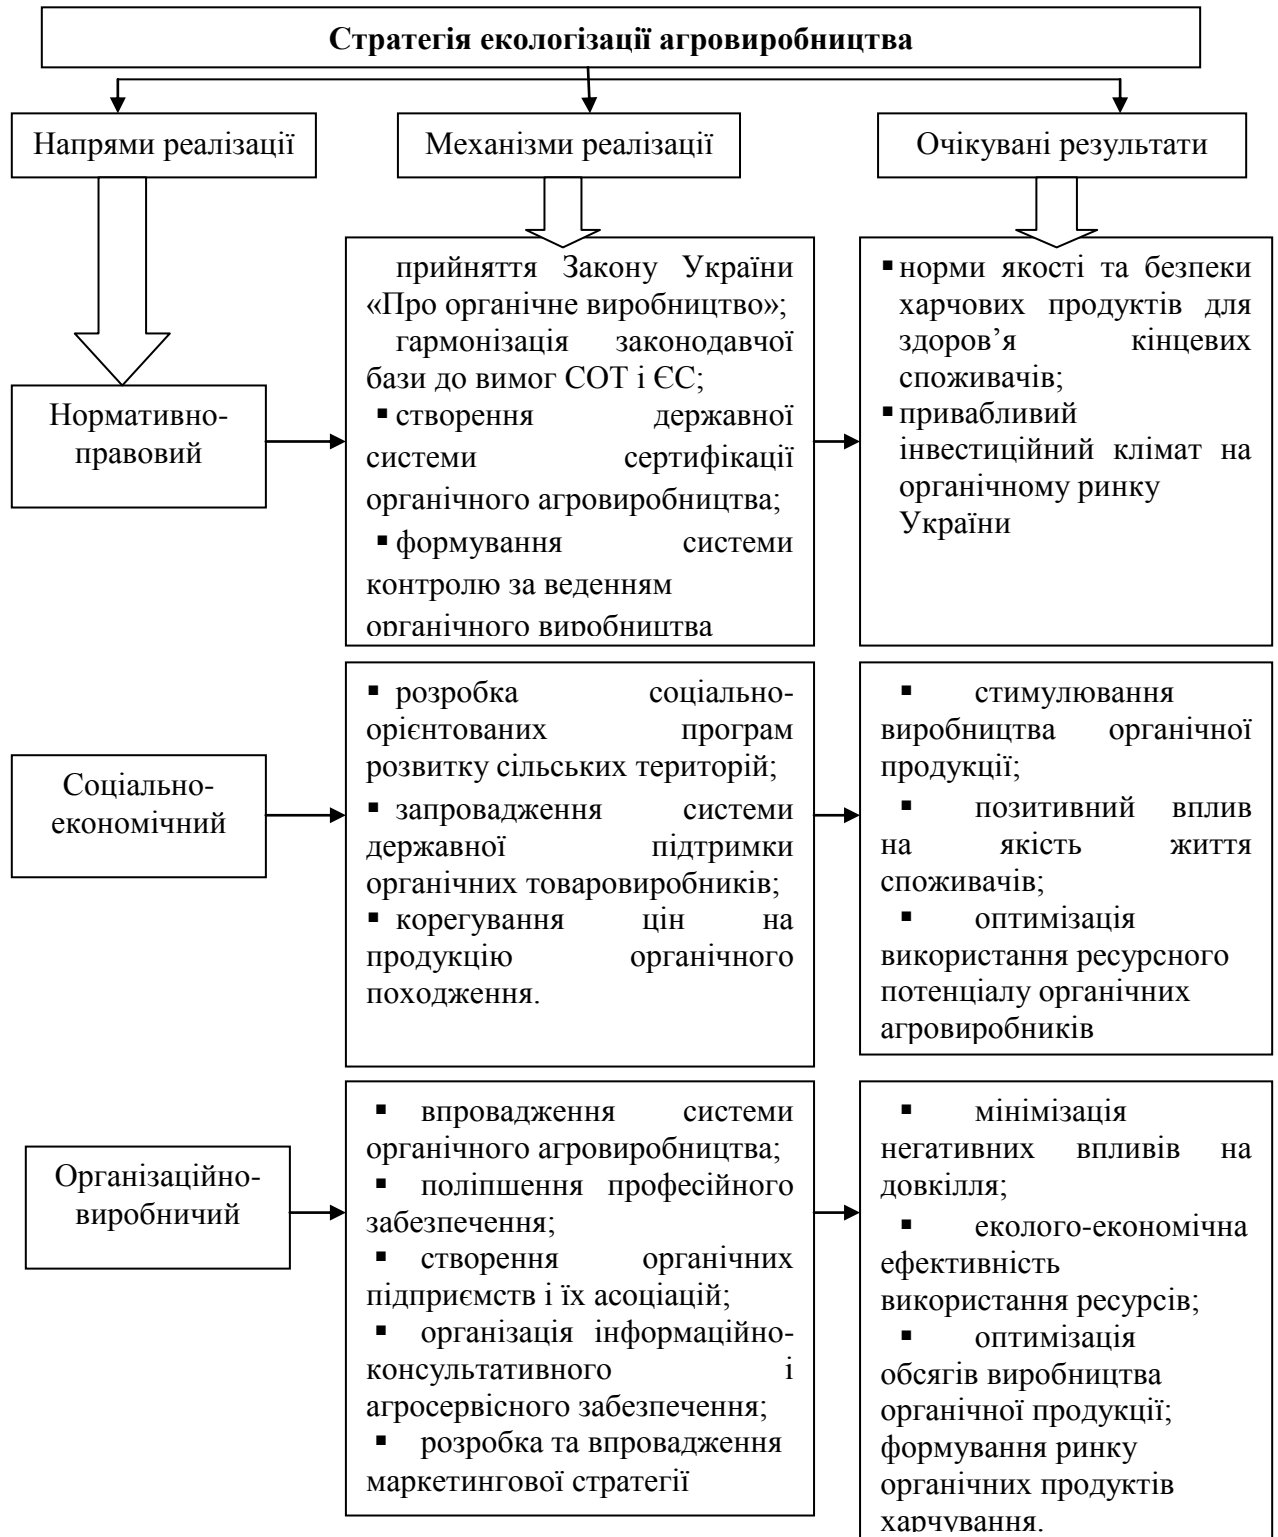 Стратегія екологізації агровиробництва
Напрями реалізації
Механізми реалізації
Очікувані результати
Нормативно-
правовий
прийняття Закону України
«Про органічне виробництво»;
гармонізація законодавчої
бази до вимог СОТ і ЄС;
▪ створення державної
системи сертифікації
органічного агровиробництва;
▪ формування системи
контролю за веденням
органічного виробництва
▪ норми якості та безпеки
харчових продуктів для
здоров’я кінцевих
споживачів;
▪ привабливий
інвестиційний клімат на
органічному ринку
України
Соціально-
економічний
▪ розробка соціально-
орієнтованих програм
розвитку сільських територій;
▪ запровадження системи
державної підтримки
органічних товаровиробників;
▪ корегування цін на
продукцію органічного
походження.
▪ стимулювання
виробництва органічної
продукції;
▪ позитивний вплив
на якість життя
споживачів;
▪ оптимізація
використання ресурсного
потенціалу органічних
агровиробників
Організаційно-
виробничий
▪ впровадження системи
органічного агровиробництва;
▪ поліпшення професійного
забезпечення;
▪ створення органічних
підприємств і їх асоціацій;
▪ організація інформаційно-
консультативного і
агросервісного забезпечення;
▪ розробка та впровадження
маркетингової стратегії
▪ мінімізація
негативних впливів на
довкілля;
▪ еколого-економічна
ефективність
використання ресурсів;
▪ оптимізація
обсягів виробництва
органічної продукції;
формування ринку
органічних продуктів
харчування.